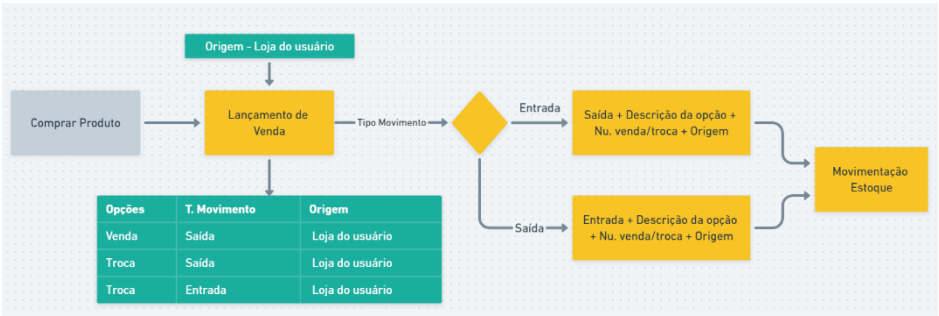 Origem - Loja do usuário
Comprar Produto
Lançamento de
Venda
Tipo Movimento
Entrada
Saída + Descrição da opção +
Nu. venda/troca + Origem
Movimentação
Estoque
Saída
Entrada + Descrição da opção
+ Nu. venda/troca + Origem
Opções T. Movimento Origem
Venda Saída Loja do usuário
Troca Saída Loja do usuário
Troca Entrada Loja do usuário